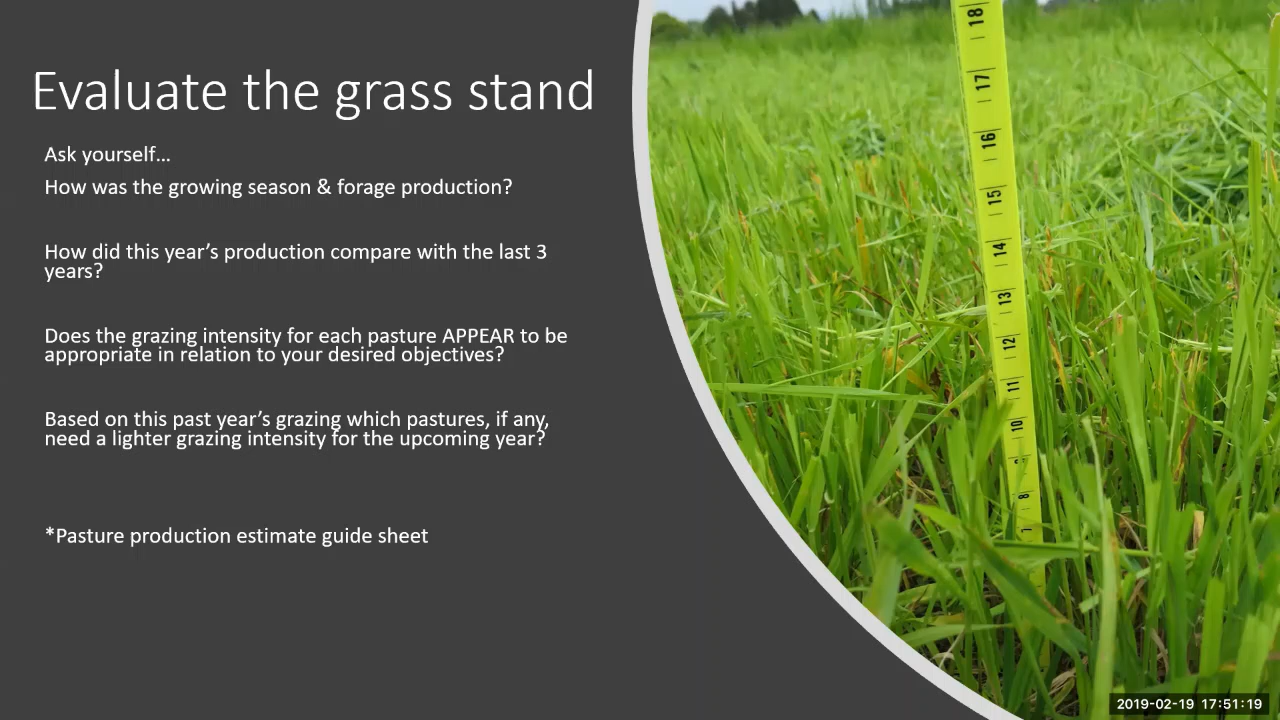 Evaluate the grass stand
Ask yourself...
How was the growing season & forage production?
How did this year’s production compare with the last 3
years?
Does the grazing intensity for each pasture APPEAR to be
appropriate in relation to your desired objectives?
Based on this past year’s grazing which pastures, if any,
need a lighter grazing intensity for the upcoming year?
*Pasture production estimate guide sheet
18
17
16
15
14
13
12
11
10
9
8
7
2019-02-19 17:51:19